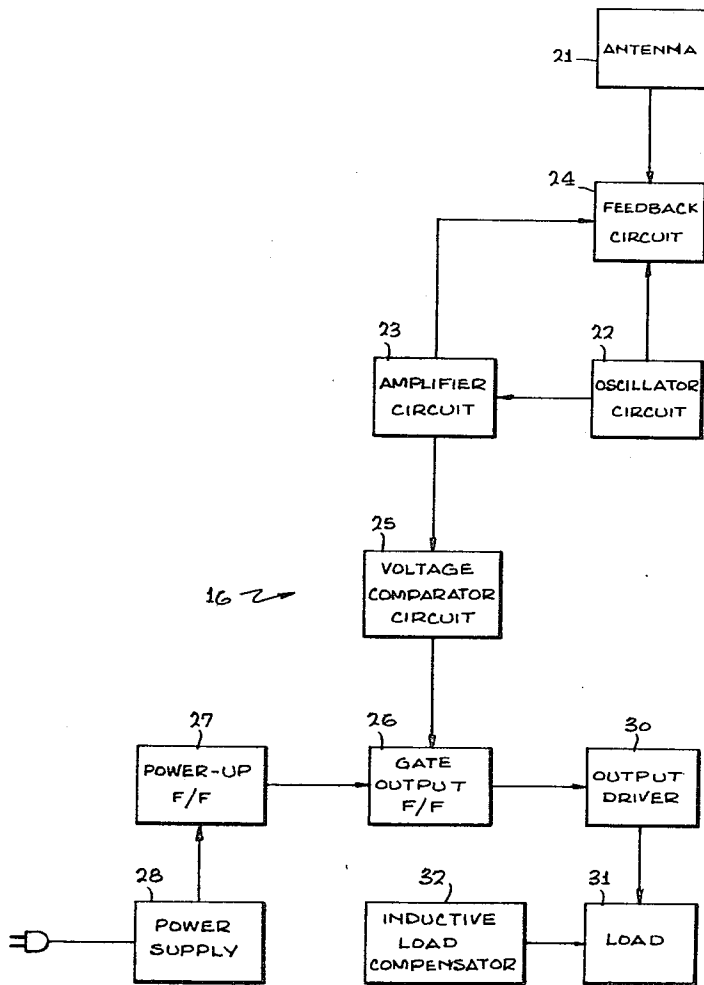 21
ANTENNA
24
FEEDBACK
CIRCUIT
23
AMPLIFIER
CIRCUIT
22
OSCILLATOR
CIRCUIT
25
VOLTAGE
COMPARATOR
CIRCUIT
16
27
POWER-UP
F/F
26
GATE
OUTPUT
F/F
30
OUTPUT
DRIVER
28
POWER
SUPPLY
32
INDUCTIVE
LOAD
COMPENSATOR
31
LOAD